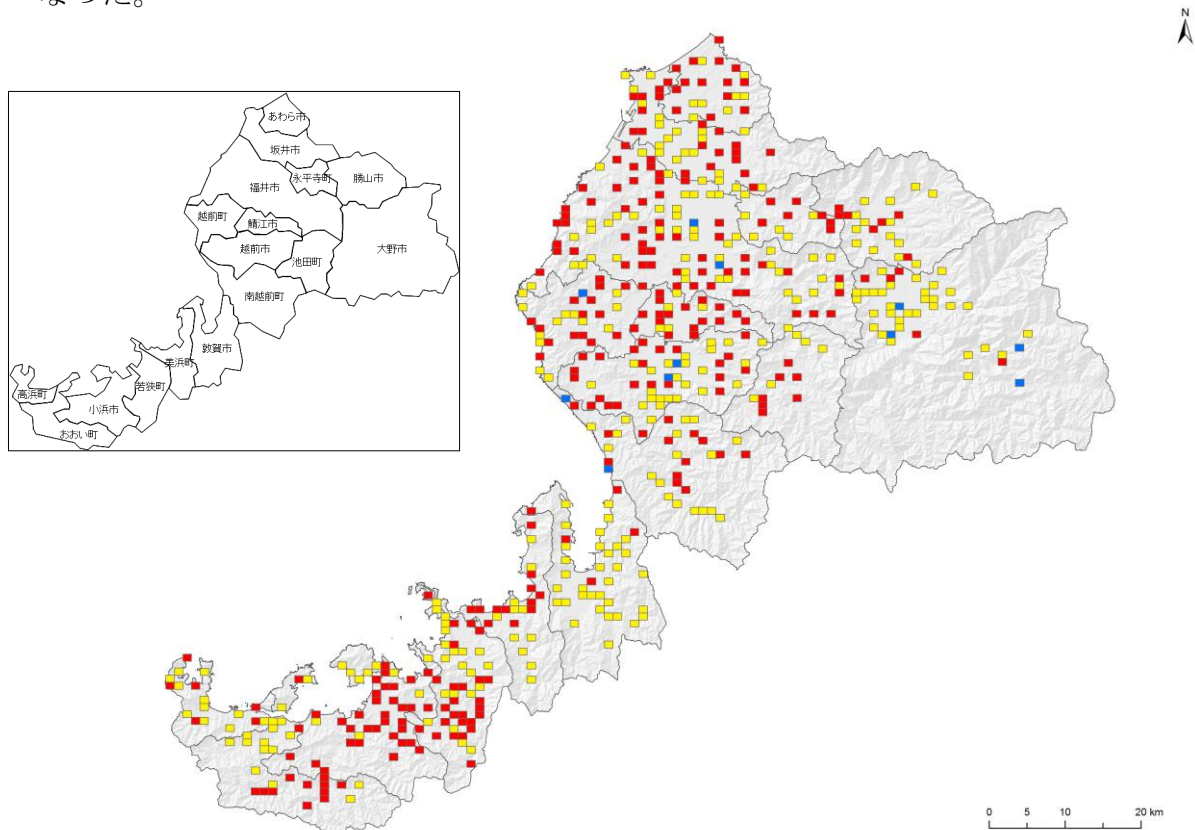 なった。
N
あわら市
坂井市
永平寺町
勝山市
福井市
越前町
鯖江市
大野市
越前市
池田町
南越前町
敦賀市
美浜町
若狭町
高浜町
小浜市
おおい町
0 5 10 20 km